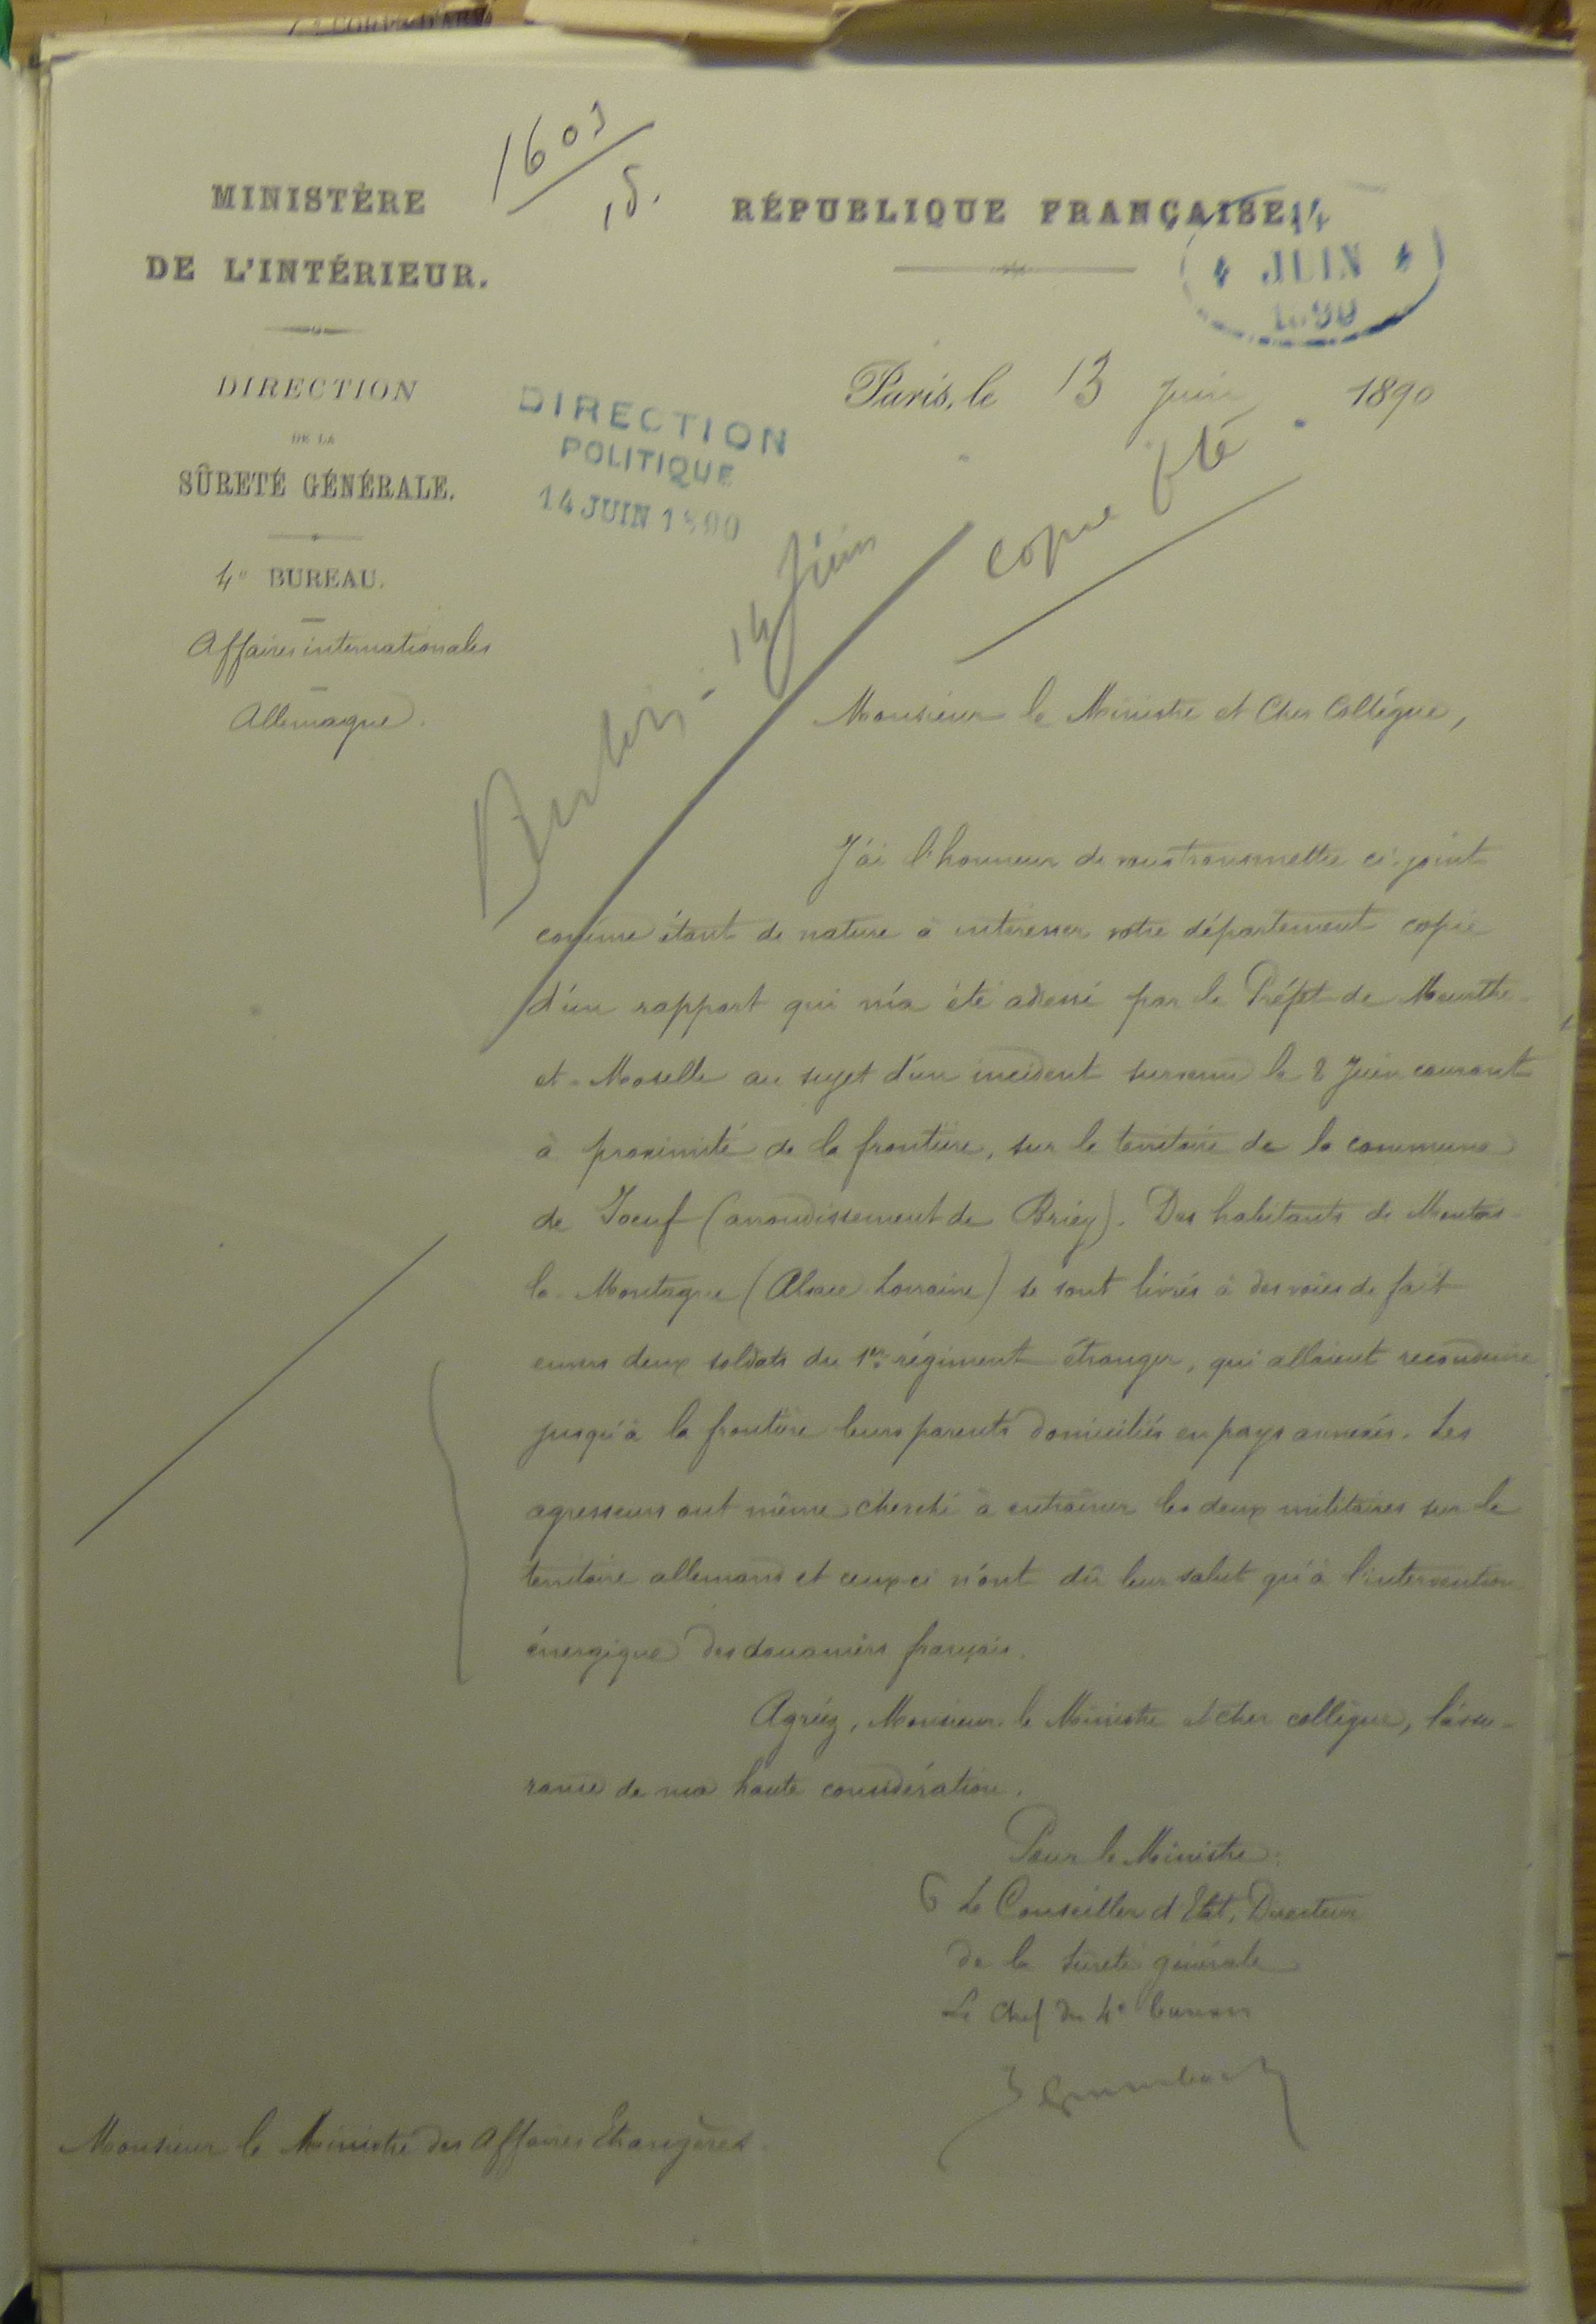 1603
MINISTÈRE
DE L'INTÉRIEUR.
DIRECTION
DE LA
SÛRETÉ GÉNÉRALE.
4e BUREAU.
Affaires internationales
Allemagne.
RÉPUBLIQUE FRANÇAISE
14
JUIN
1890
DIRECTION
POLITIQUE
14 JUIN 1890
Paris, le 13 Juin 1890
copie
Berlin - 14 Juin
Monsieur le Ministre et Cher Collègue,
J'ai l'honneur de vous transmettre ci-joint
comme étant de nature à intéresser votre département copie
d'un rapport qui m'a été adressé par le Préfet de Meurthe-
et-Moselle au sujet d'un incident survenu le 8 Juin courant
à proximité de la frontière, sur le territoire de la commune
de Joeuf (arrondissement de Briey). Des habitants de Montois-
la-Montagne (Alsace Lorraine) se sont livrés à des voies de fait
envers deux soldats du 1er régiment étranger, qui allaient reconduire
jusqu'à la frontière leurs parents domiciliés en pays annexés. Les
agresseurs ont même cherché à entraîner les deux militaires sur le
territoire allemand et ceux-ci n'ont dû leur salut qu'à l'intervention
énergique des douaniers français.
Agréez, Monsieur le Ministre et cher collègue, l'assu-
rance de ma haute considération.
Pour le Ministre:
Le Conseiller d'Etat, Directeur
de la Sureté générale
Le Chef du 4e bureau
Monsieur le Ministre des Affaires Etrangères.